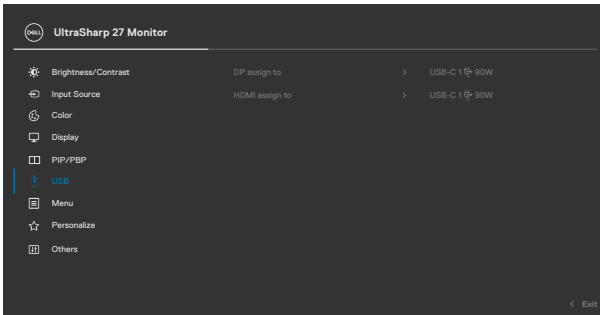 DELL UltraSharp 27 Monitor
Brightness/Contrast DP assign to > USB-C 1 90W
Input Source HDMI assign to > USB-C 1 90W
Color
Display
PIP/PBP
USB
Menu
Personalize
Others
< Exit